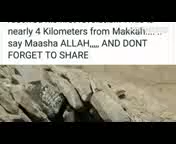 nearly 4 Kilometers from Makkah....
say Maasha ALLAH,,,,, AND DONT
FORGET TO SHARE